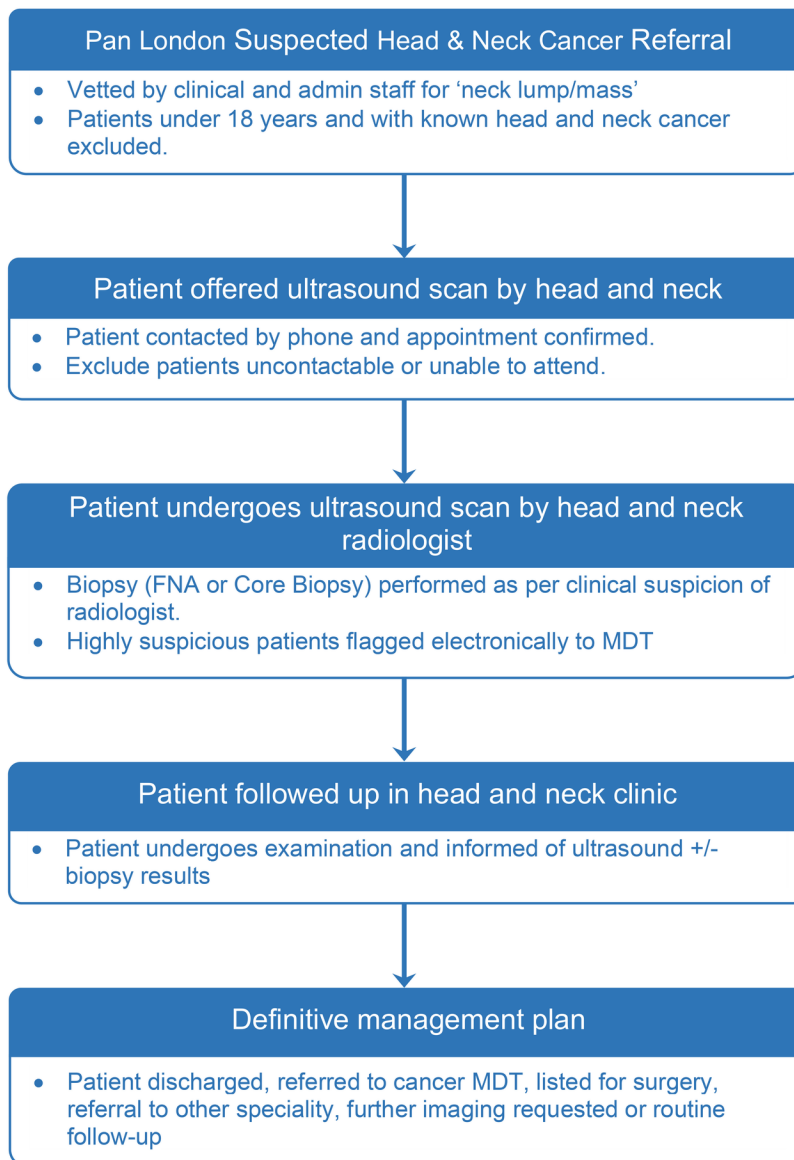 Pan London Suspected Head & Neck Cancer Referral
• Vetted by clinical and admin staff for ‘neck lump/mass’
• Patients under 18 years and with known head and neck cancer
excluded.
Patient offered ultrasound scan by head and neck
• Patient contacted by phone and appointment confirmed.
• Exclude patients uncontactable or unable to attend.
Patient undergoes ultrasound scan by head and neck
radiologist
• Biopsy (FNA or Core Biopsy) performed as per clinical suspicion of
radiologist.
• Highly suspicious patients flagged electronically to MDT
Patient followed up in head and neck clinic
• Patient undergoes examination and informed of ultrasound +/-
biopsy results
Definitive management plan
• Patient discharged, referred to cancer MDT, listed for surgery,
referral to other speciality, further imaging requested or routine
follow-up